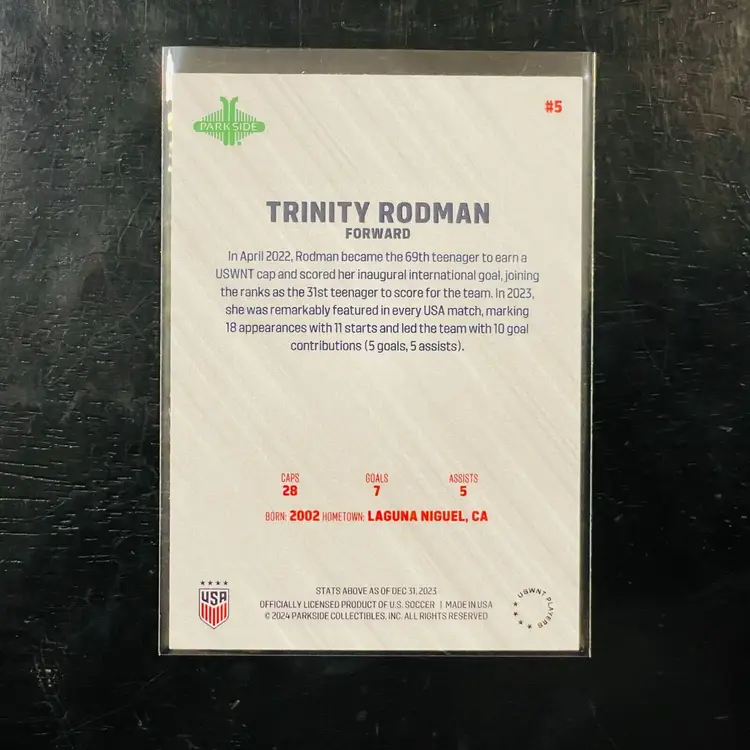 PARKSIDE
#5
TRINITY RODMAN
FORWARD
In April 2022, Rodman became the 69th teenager to earn a
USWNT cap and scored her inaugural international goal, joining
the ranks as the 31st teenager to score for the team. In 2023,
she was remarkably featured in every USA match, marking
18 appearances with 11 starts and led the team with 10 goal
contributions (5 goals, 5 assists).
CAPS GOALS ASSISTS
28 7 5
BORN: 2002 HOMETOWN: LAGUNA NIGUEL, CA
USA
STATS ABOVE AS OF DEC 31, 2023
OFFICIALLY LICENSED PRODUCT OF U.S. SOCCER | MADE IN USA
© 2024 PARKSIDE COLLECTIBLES, INC. ALL RIGHTS RESERVED
USWNT PLAYERS